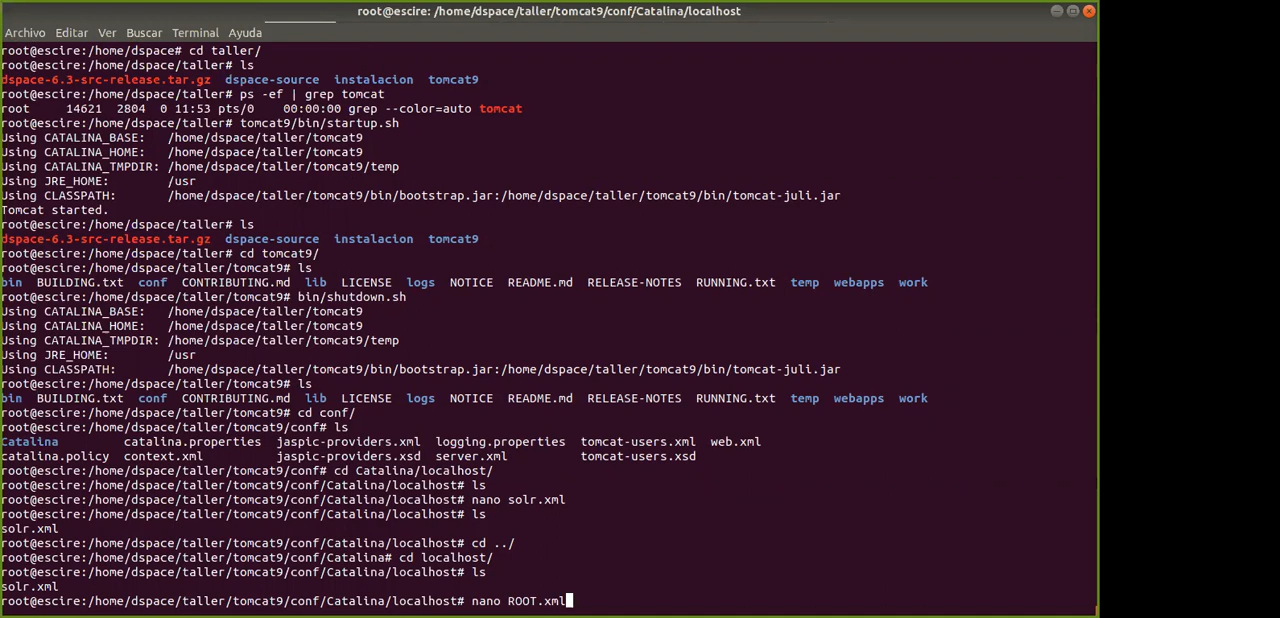 root@escire: /home/dspace/taller/tomcat9/conf/Catalina/localhost
Archivo Editar Ver Buscar Terminal Ayuda
root@escire:/home/dspace# cd taller/
root@escire:/home/dspace/taller# ls
dspace-6.3-src-release.tar.gz dspace-source instalacion tomcat9
root@escire:/home/dspace/taller# ps -ef | grep tomcat
root 14621 2804 0 11:53 pts/0 00:00:00 grep --color=auto tomcat
root@escire:/home/dspace/taller# tomcat9/bin/startup.sh
Using CATALINA_BASE: /home/dspace/taller/tomcat9
Using CATALINA_HOME: /home/dspace/taller/tomcat9
Using CATALINA_TMPDIR: /home/dspace/taller/tomcat9/temp
Using JRE_HOME: /usr
Using CLASSPATH: /home/dspace/taller/tomcat9/bin/bootstrap.jar:/home/dspace/taller/tomcat9/bin/tomcat-juli.jar
Tomcat started.
root@escire:/home/dspace/taller# ls
dspace-6.3-src-release.tar.gz dspace-source instalacion tomcat9
root@escire:/home/dspace/taller# cd tomcat9/
root@escire:/home/dspace/taller/tomcat9# ls
bin BUILDING.txt conf CONTRIBUTING.md lib LICENSE logs NOTICE README.md RELEASE-NOTES RUNNING.txt temp webapps work
root@escire:/home/dspace/taller/tomcat9# bin/shutdown.sh
Using CATALINA_BASE: /home/dspace/taller/tomcat9
Using CATALINA_HOME: /home/dspace/taller/tomcat9
Using CATALINA_TMPDIR: /home/dspace/taller/tomcat9/temp
Using JRE_HOME: /usr
Using CLASSPATH: /home/dspace/taller/tomcat9/bin/bootstrap.jar:/home/dspace/taller/tomcat9/bin/tomcat-juli.jar
root@escire:/home/dspace/taller/tomcat9# ls
bin BUILDING.txt conf CONTRIBUTING.md lib LICENSE logs NOTICE README.md RELEASE-NOTES RUNNING.txt temp webapps work
root@escire:/home/dspace/taller/tomcat9# cd conf/
root@escire:/home/dspace/taller/tomcat9/conf# ls
Catalina catalina.properties jaspic-providers.xml logging.properties tomcat-users.xml web.xml
catalina.policy context.xml jaspic-providers.xsd server.xml tomcat-users.xsd
root@escire:/home/dspace/taller/tomcat9/conf# cd Catalina/localhost/
root@escire:/home/dspace/taller/tomcat9/conf/Catalina/localhost# ls
root@escire:/home/dspace/taller/tomcat9/conf/Catalina/localhost# nano solr.xml
root@escire:/home/dspace/taller/tomcat9/conf/Catalina/localhost# ls
solr.xml
root@escire:/home/dspace/taller/tomcat9/conf/Catalina/localhost# cd ../
root@escire:/home/dspace/taller/tomcat9/conf/Catalina# cd localhost/
root@escire:/home/dspace/taller/tomcat9/conf/Catalina/localhost# ls
solr.xml
root@escire:/home/dspace/taller/tomcat9/conf/Catalina/localhost# nano ROOT.xml